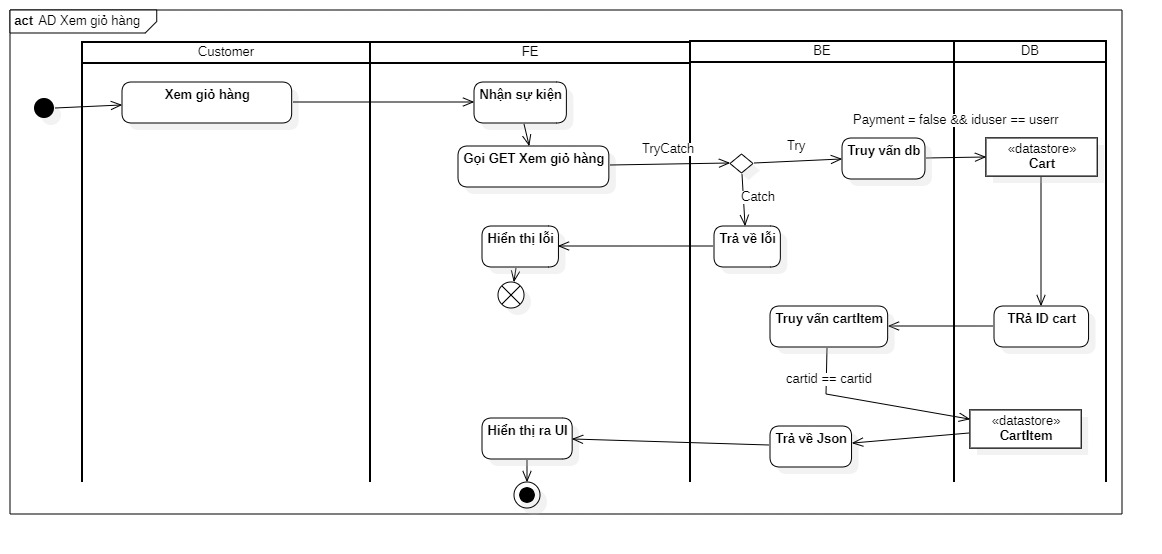 act AD Xem giỏ hàng
Customer
FE
BE
DB
Xem giỏ hàng
Nhận sự kiện
Payment = false && iduser == userr
Gọi GET Xem giỏ hàng
TryCatch
Try
Truy vấn db
«datastore»
Cart
Catch
Hiển thị lỗi
Trả về lỗi
Truy vấn cartItem
TRả ID cart
cartid == cartid
Hiển thị ra UI
Trả về Json
«datastore»
CartItem